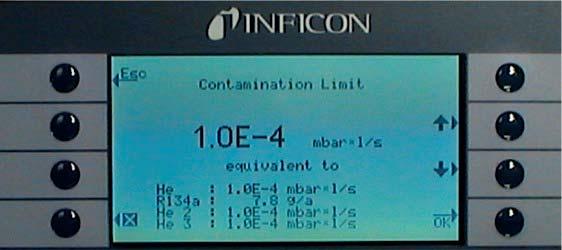 INFICON
Esc
Contamination Limit
1.0E-4 mbar*l/s
equivalent to
He : 1.0E-4 mbar*l/s
R134a : 7.8 g/a
He 2 : 1.0E-4 mbar*l/s
He 3 : 1.0E-4 mbar*l/s
OK